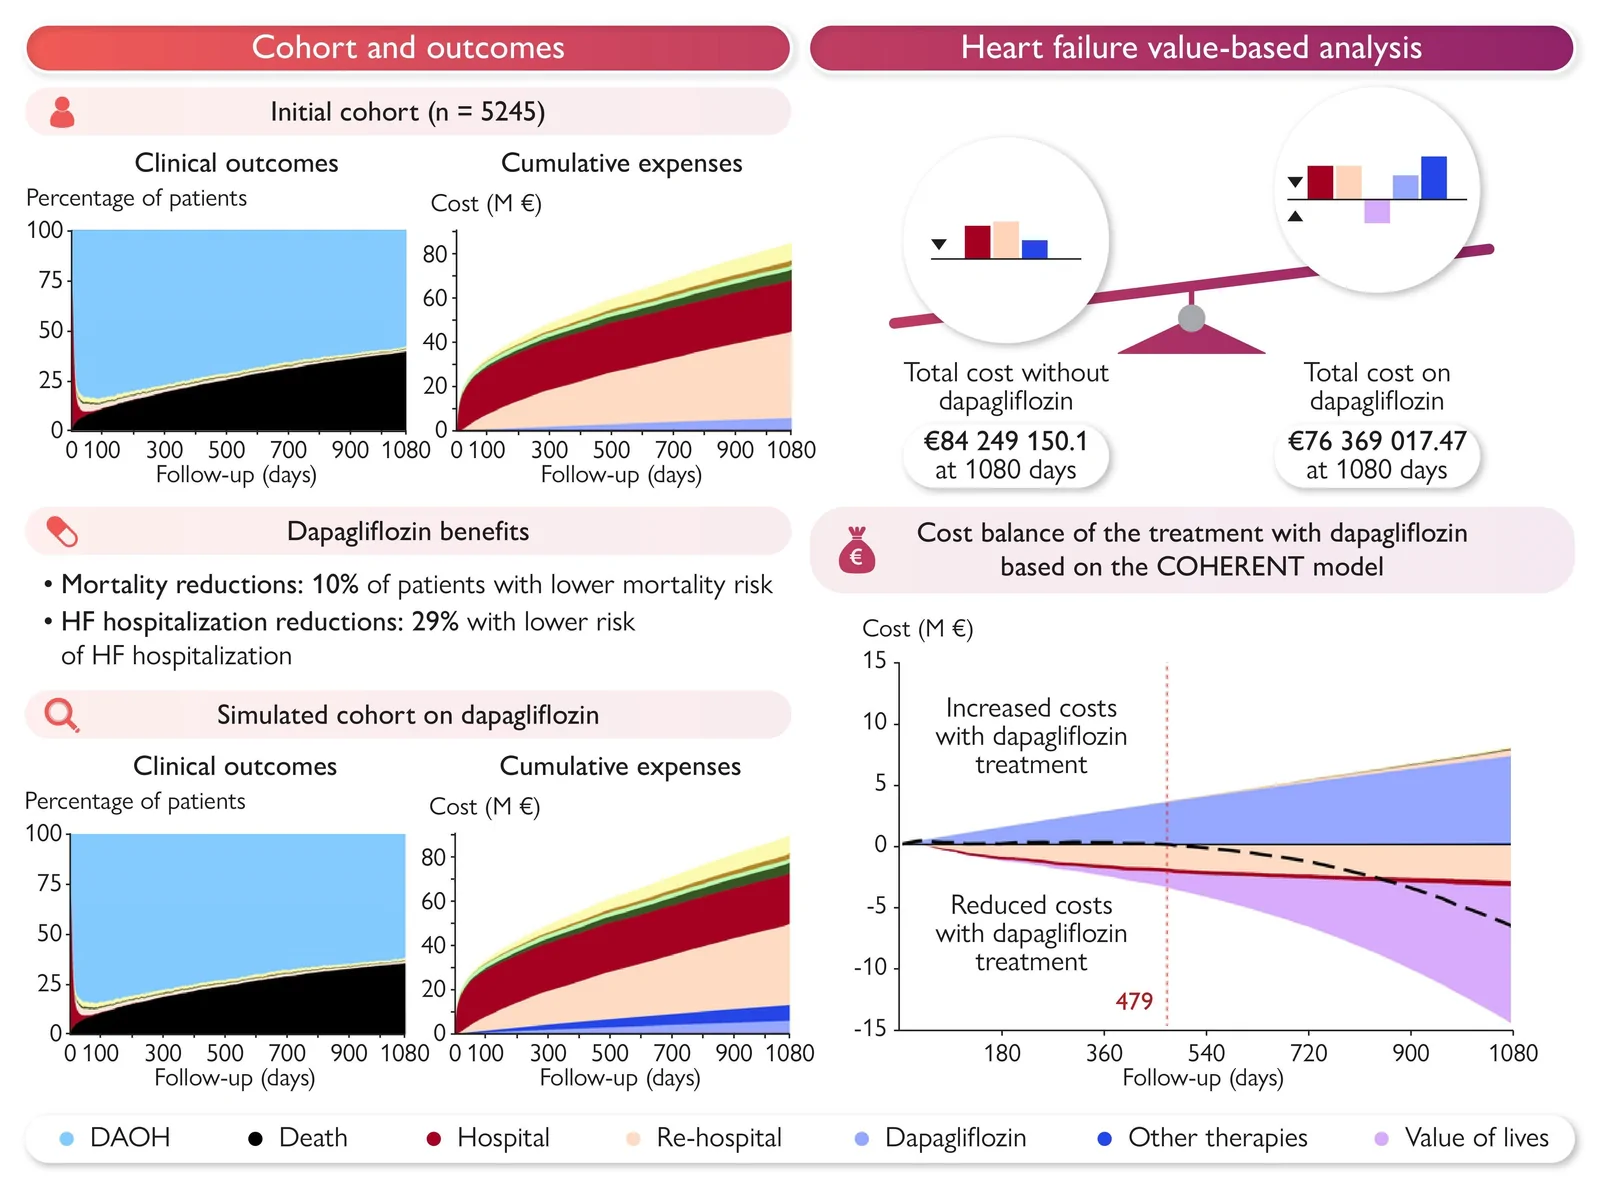 Cohort and outcomes
Initial cohort (n = 5245)
Clinical outcomes
Percentage of patients
100
75
50
25
0
0 100 300 500 700 900 1080
Follow-up (days)
Cumulative expenses
Cost (M €)
80
60
40
20
0
0 100 300 500 700 900 1080
Follow-up (days)
Dapagliflozin benefits
• Mortality reductions: 10% of patients with lower mortality risk
• HF hospitalization reductions: 29% with lower risk
of HF hospitalization
Simulated cohort on dapagliflozin
Clinical outcomes
Percentage of patients
100
75
50
25
0
0 100 300 500 700 900 1080
Follow-up (days)
Cumulative expenses
Cost (M €)
80
60
40
20
0
0 100 300 500 700 900 1080
Follow-up (days)
Heart failure value-based analysis
Total cost without
dapagliflozin
€84 249 150.1
at 1080 days
Total cost on
dapagliflozin
€76 369 017.47
at 1080 days
€
Cost balance of the treatment with dapagliflozin
based on the COHERENT model
Cost (M €)
15
10
5
0
-5
-10
-15
Increased costs
with dapagliflozin
treatment
Reduced costs
with dapagliflozin
treatment
479
180 360 540 720 900 1080
Follow-up (days)
DAOH Death Hospital Re-hospital Dapagliflozin Other therapies Value of lives